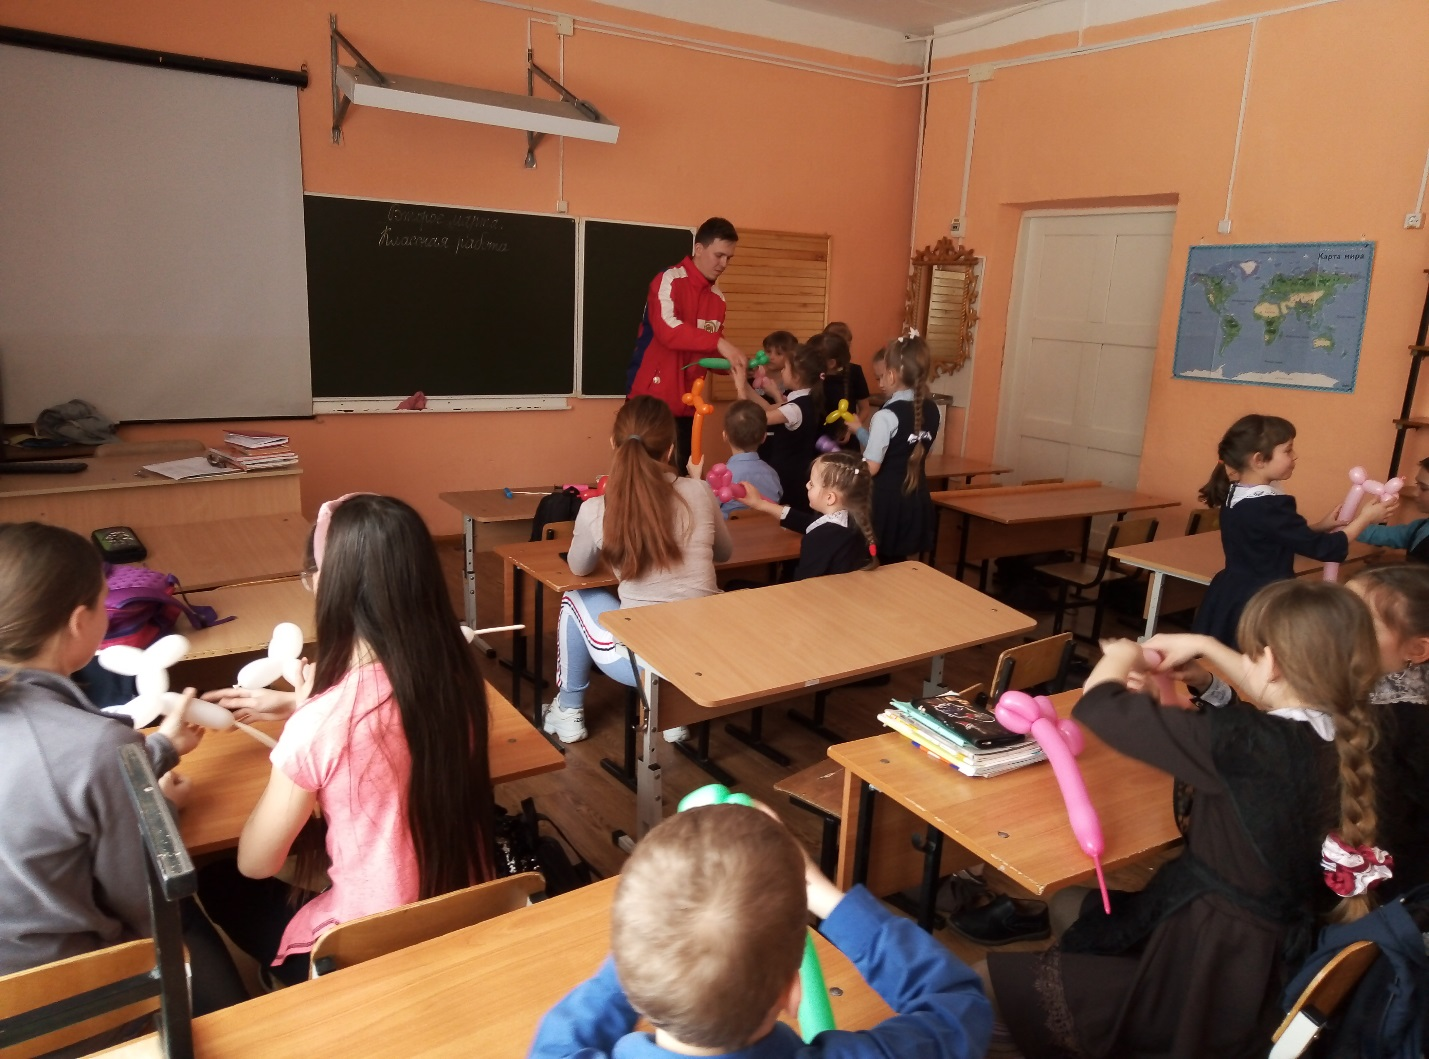 Второе марта.
Классная работа
Карта мира